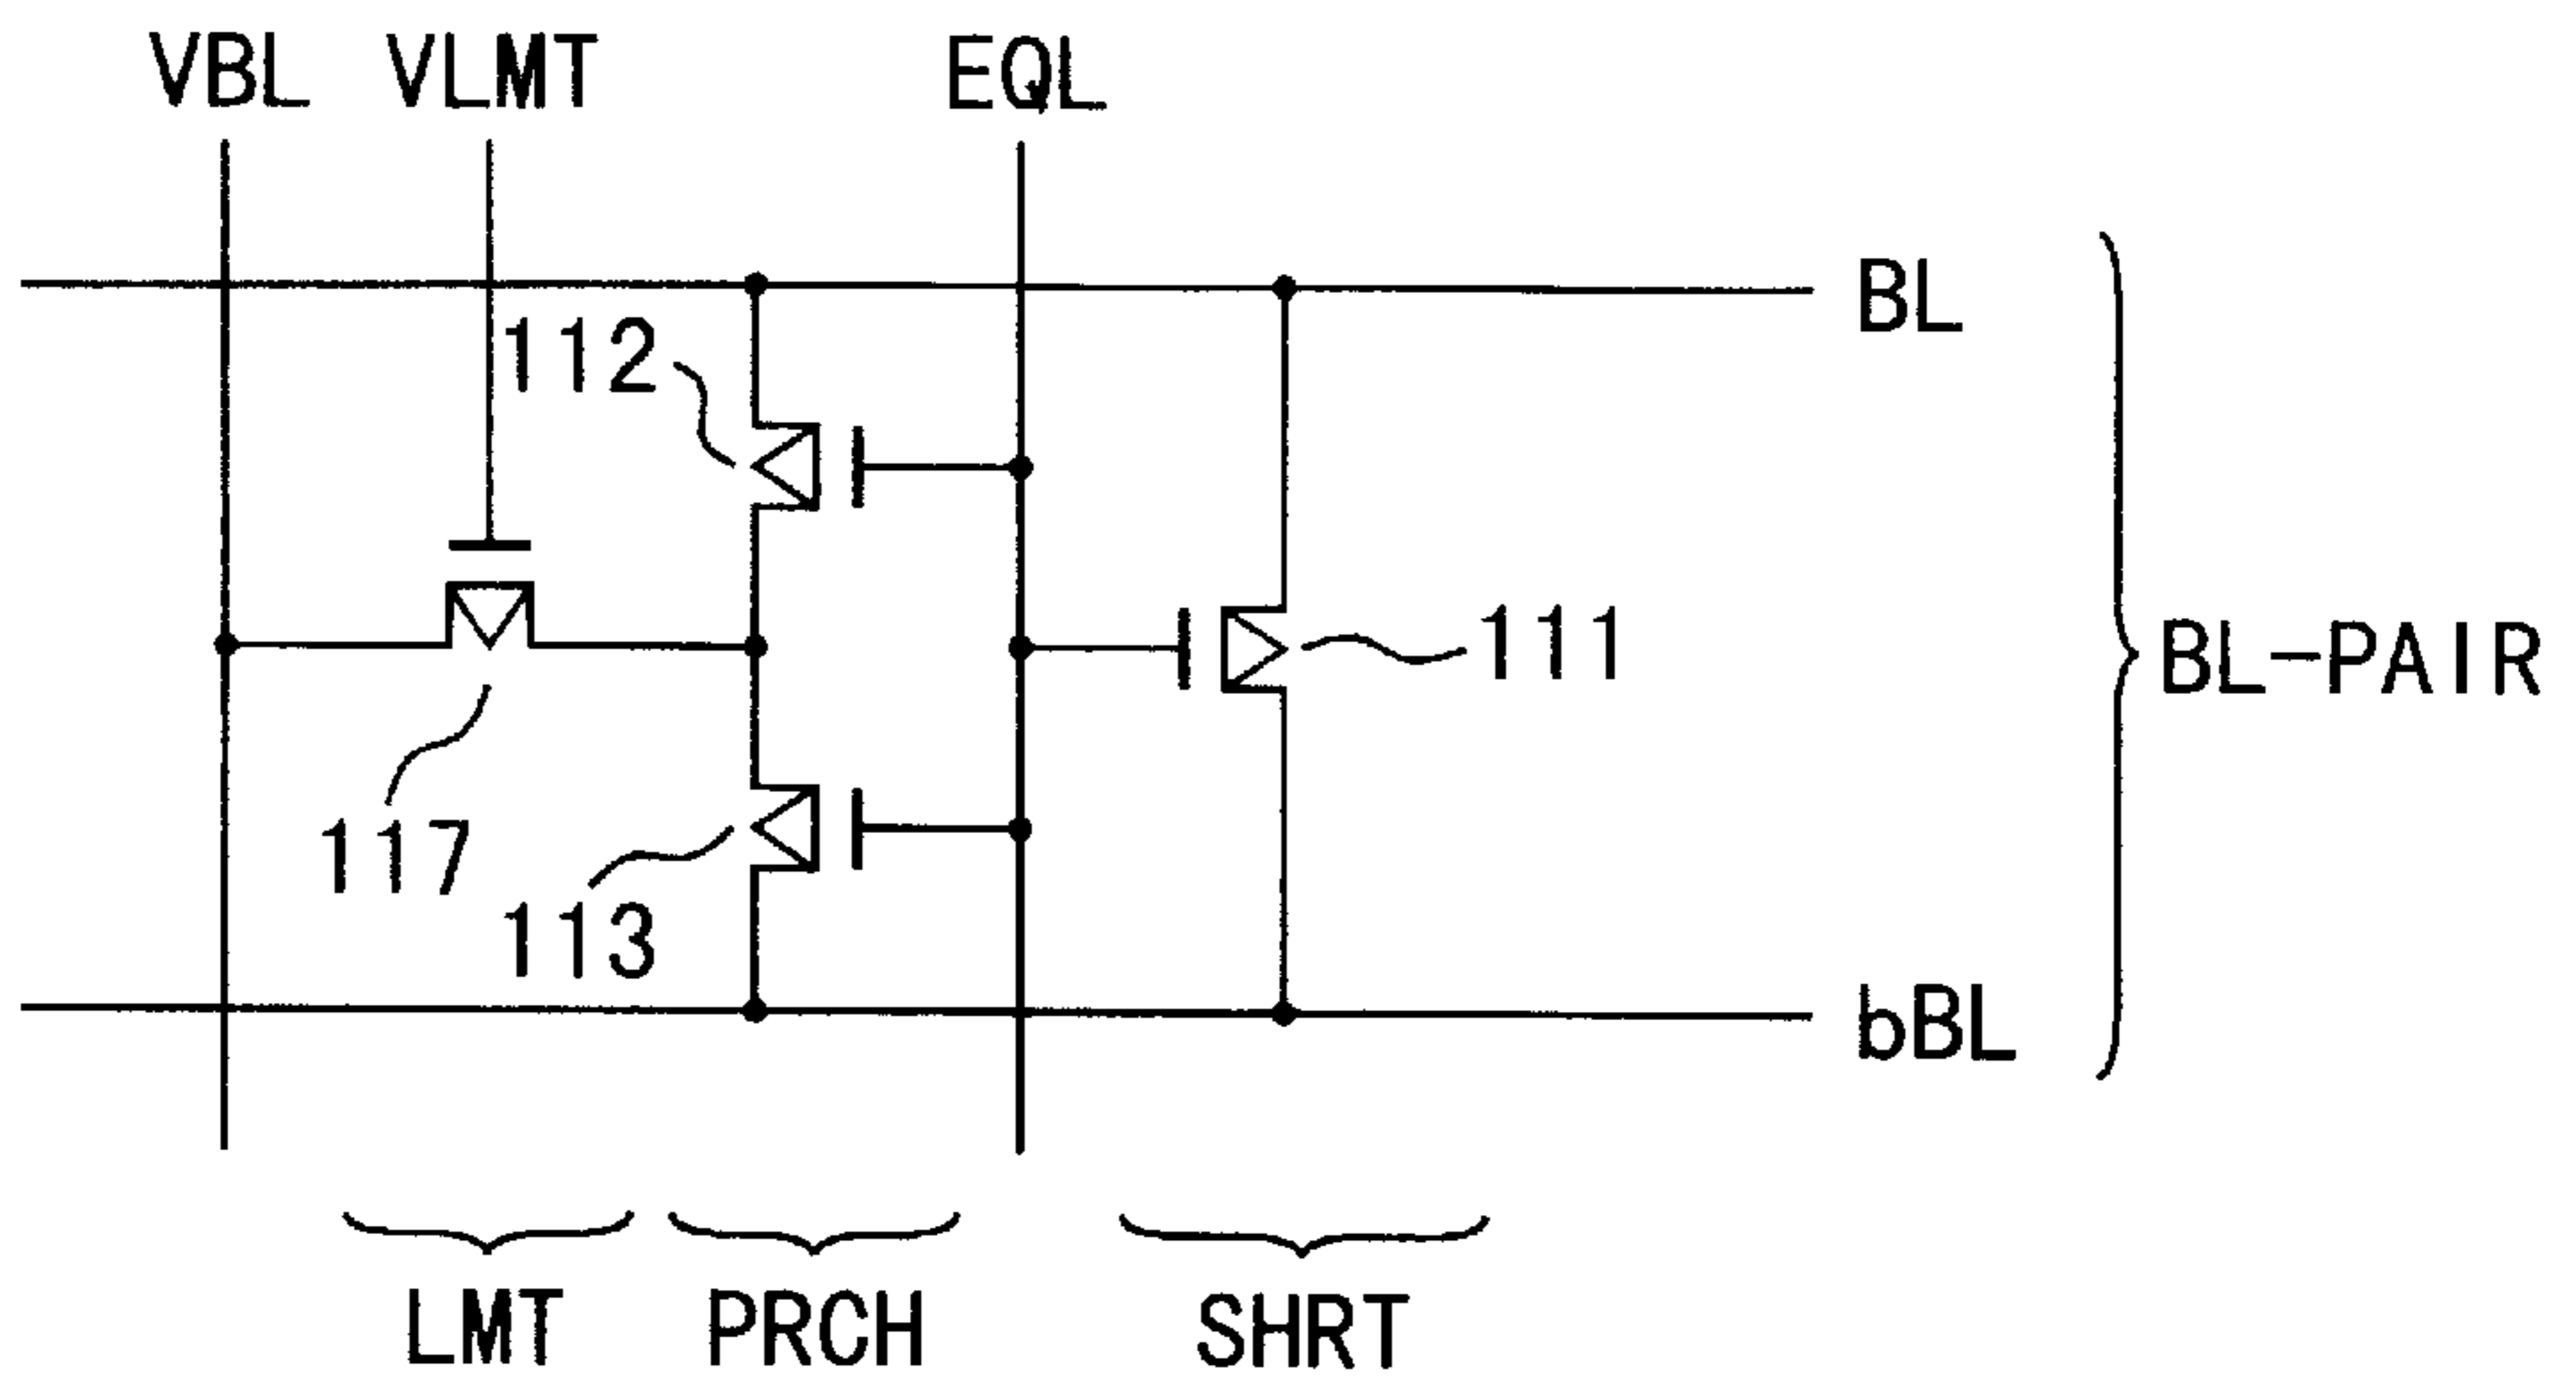 VBL VLMT EQL
BL
112
111
BL-PAIR
117
113
bBL
LMT PRCH SHRT